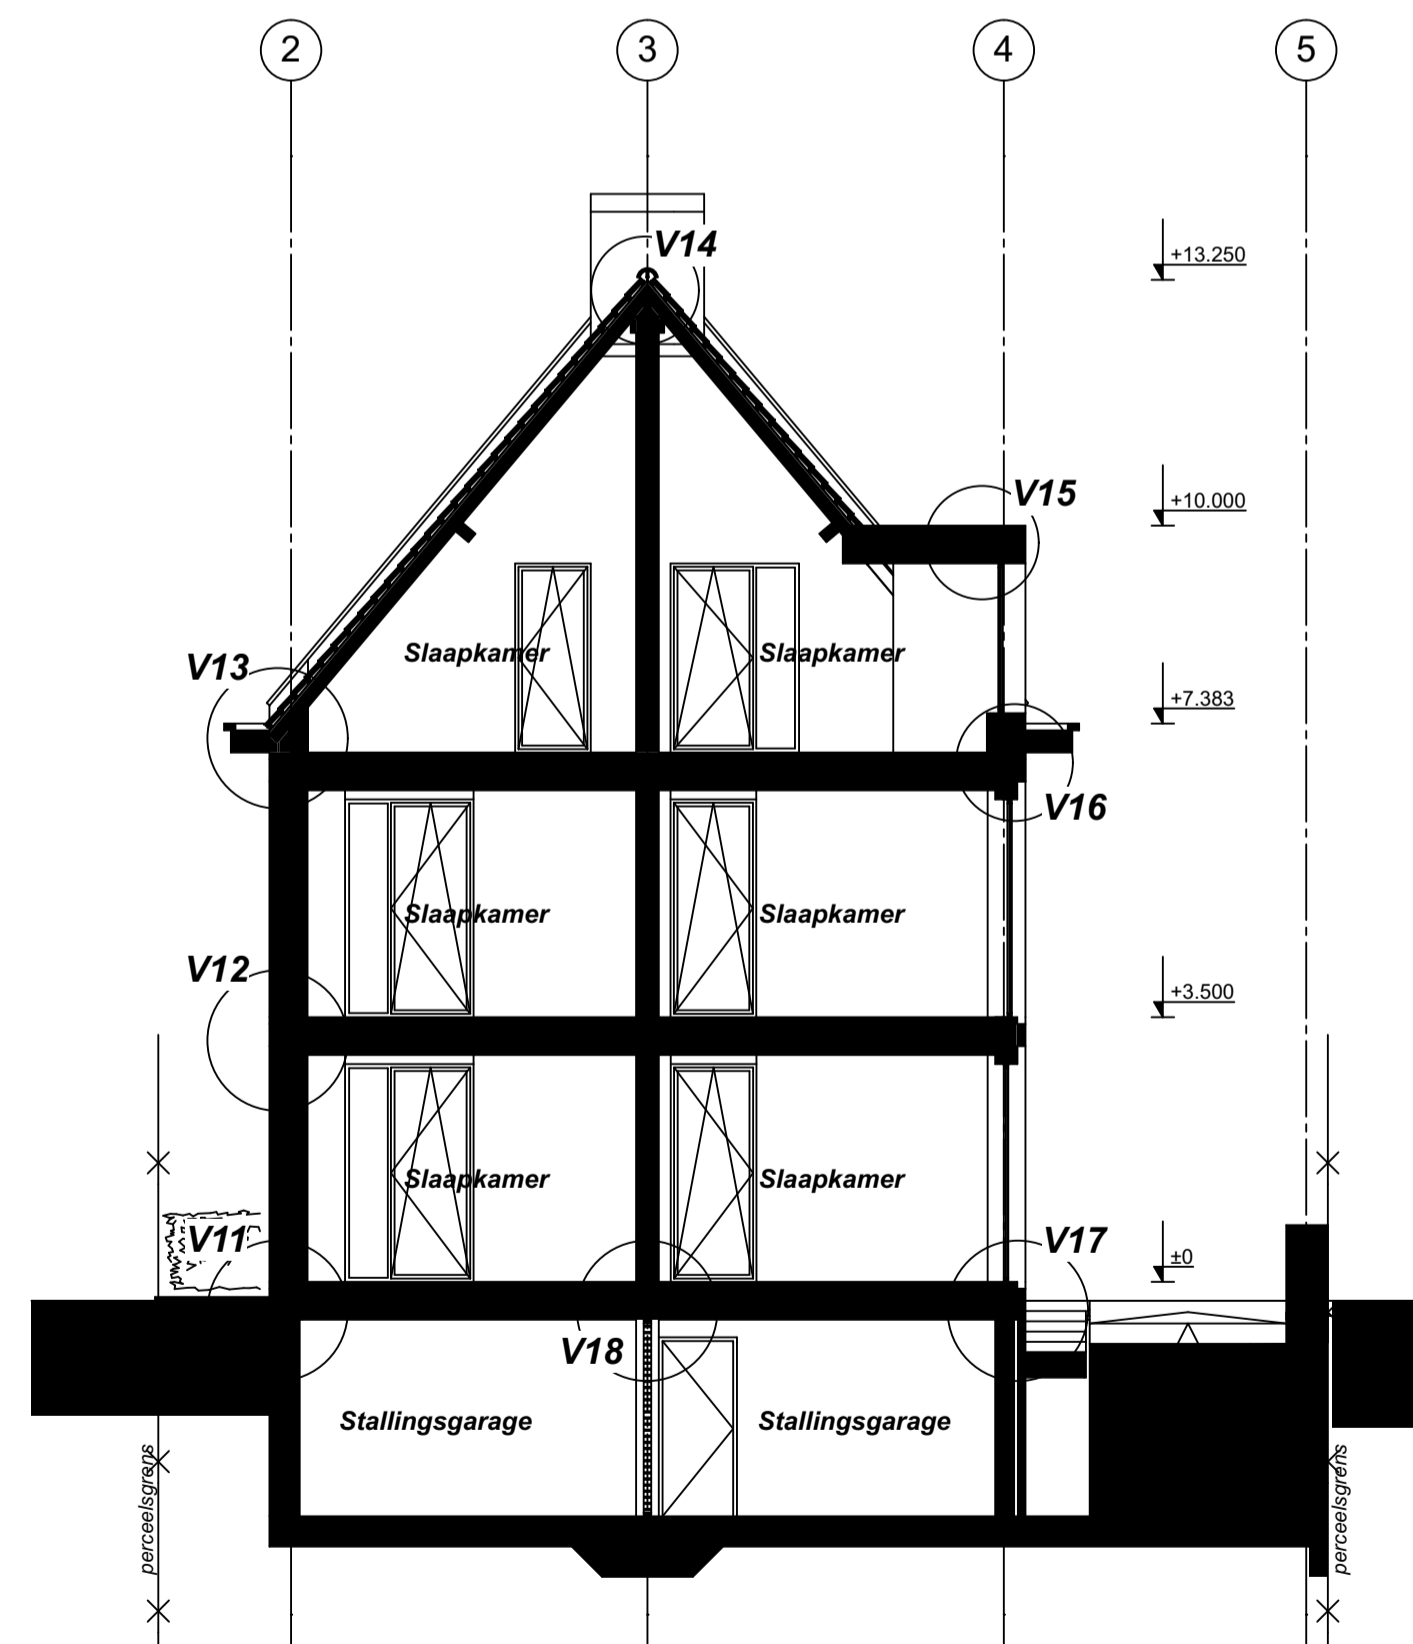 2 3 4 5
V14
+13.250
V15
+10.000
Slaapkamer Slaapkamer
V13
+7.383
V16
Slaapkamer Slaapkamer
V12
+3.500
Slaapkamer Slaapkamer
V11 V17
±0
V18
Stallingsgarage Stallingsgarage
perceelsgrens perceelsgrens